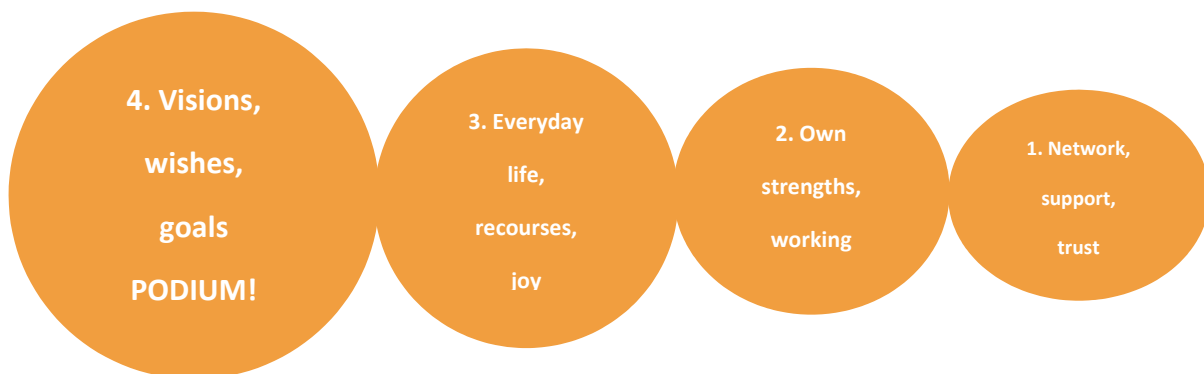 4. Visions,
wishes,
goals
PODIUM!
3. Everyday
life,
recourses,
joy
2. Own
strengths,
working
1. Network,
support,
trust